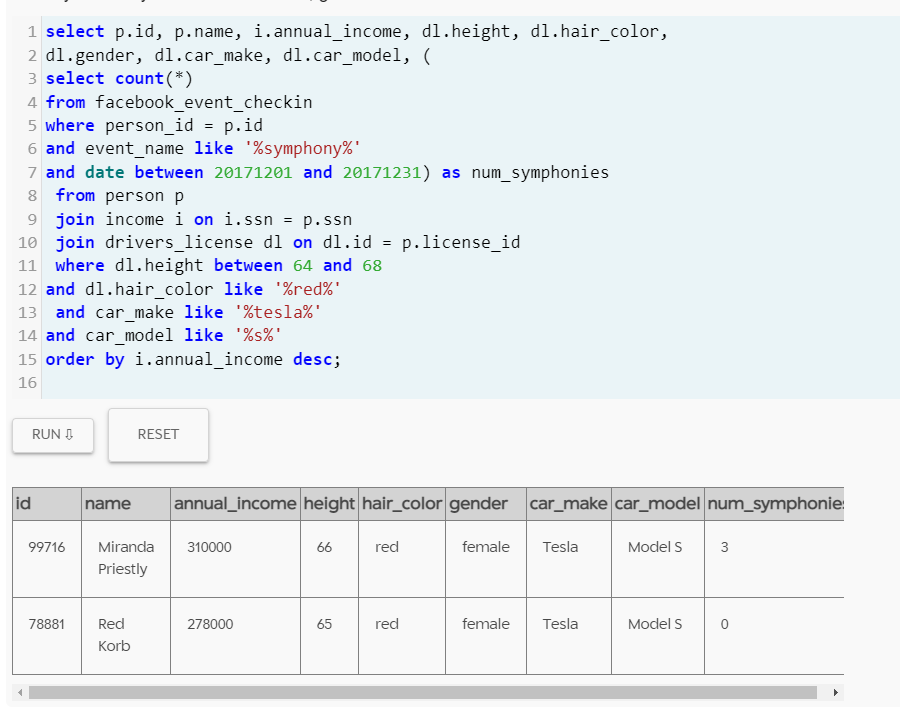 1 select p.id, p.name, i.annual_income, dl.height, dl.hair_color,
2 dl.gender, dl.car_make, dl.car_model, (
3 select count(*)
4 from facebook_event_checkin
5 where person_id = p.id
6 and event_name like '%symphony%'
7 and date between 20171201 and 20171231) as num_symphonies
8 from person p
9 join income i on i.ssn = p.ssn
10 join drivers_license dl on dl.id = p.license_id
11 where dl.height between 64 and 68
12 and dl.hair_color like '%red%'
13 and car_make like '%tesla%'
14 and car_model like '%s%'
15 order by i.annual_income desc;
16
RUN ⇩ RESET
id name annual_income height hair_color gender car_make car_model num_symphonies
99716 Miranda 310000 66 red female Tesla Model S 3
Priestly
78881 Red 278000 65 red female Tesla Model S 0
Korb